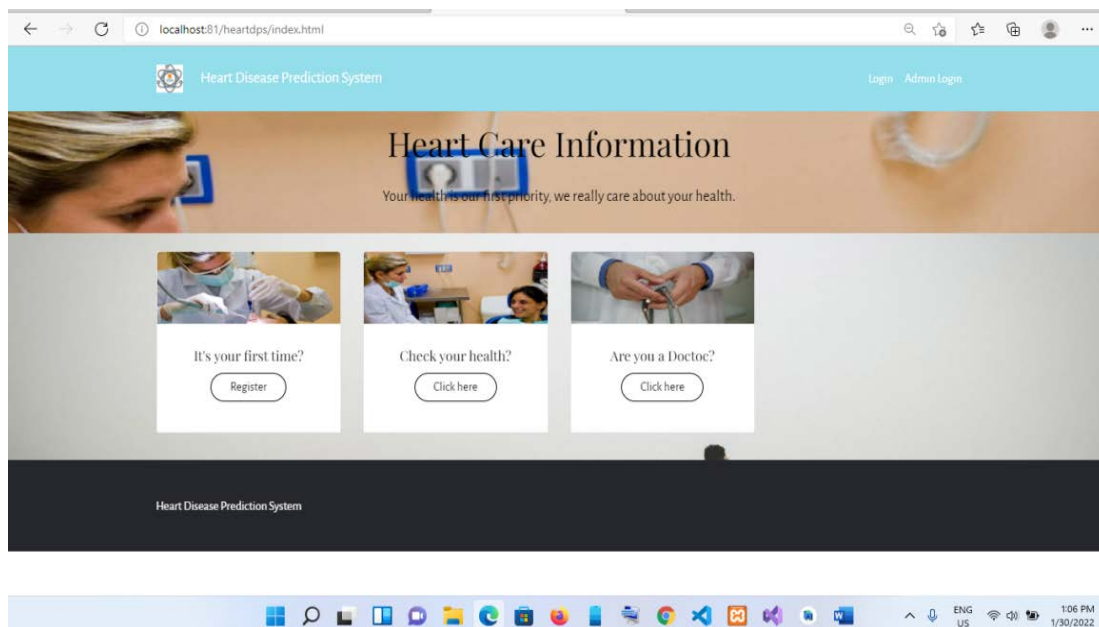 localhost:81/heartdps/index.html
Heart Disease Prediction System
Login Admin Login
Heart Care Information
Your health is our first priority, we really care about your health.
It's your first time?
Register
Check your health?
Click here
Are you a Doctoc?
Click here
Heart Disease Prediction System
ENG
US
1:06 PM
1/30/2022